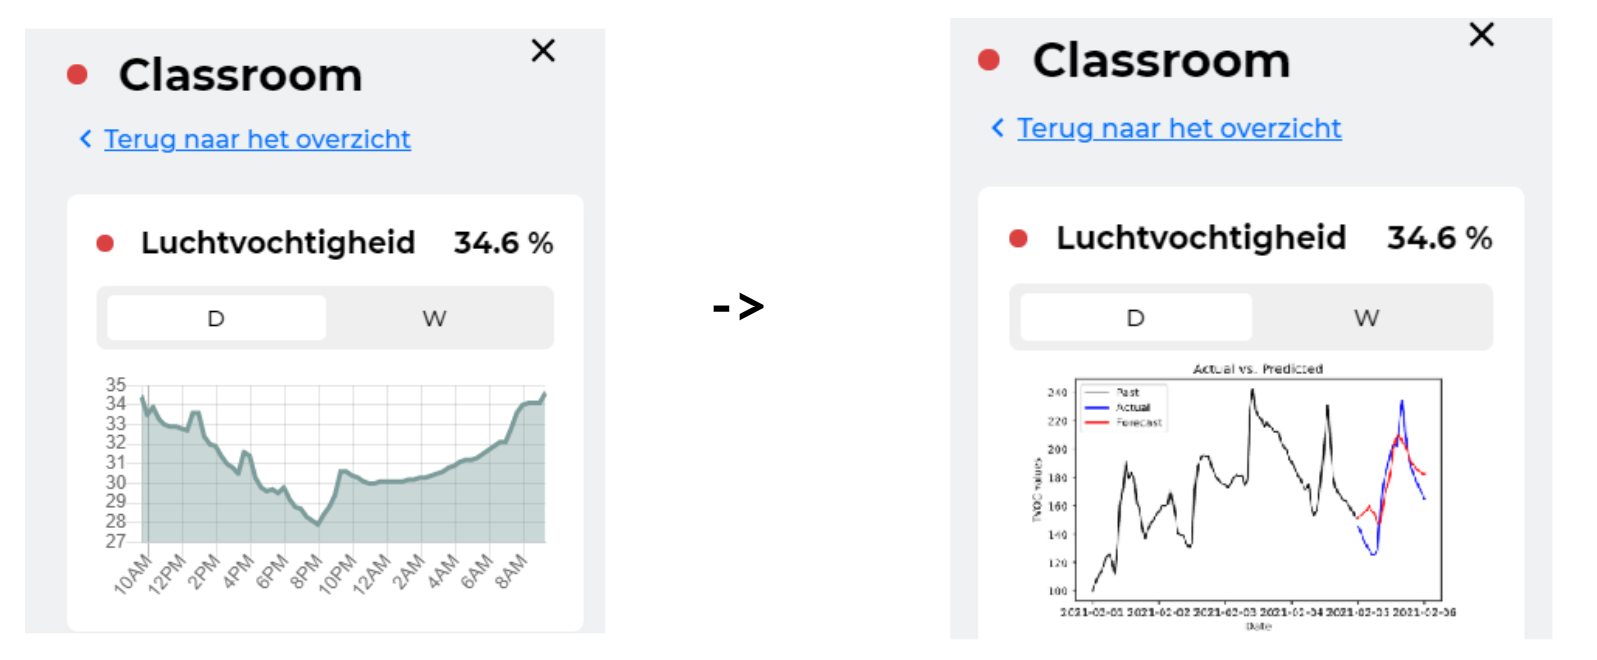 Classroom
Terug naar het overzicht
Luchtvochtigheid 34.6 %
D W
35
34
33
32
31
30
29
28
27
10AM 12PM 2PM 4PM 6PM 8PM 10PM 12AM 2AM 4AM 6AM 8AM
->
Classroom
Terug naar het overzicht
Luchtvochtigheid 34.6 %
D W
Actual vs. Predicted
Past
Actual
Forecast
TVOC values
240
220
200
180
160
140
120
100
2021-02-01 2021-02-02 2021-02-03 2021-02-04 2021-02-05 2021-02-06
Date